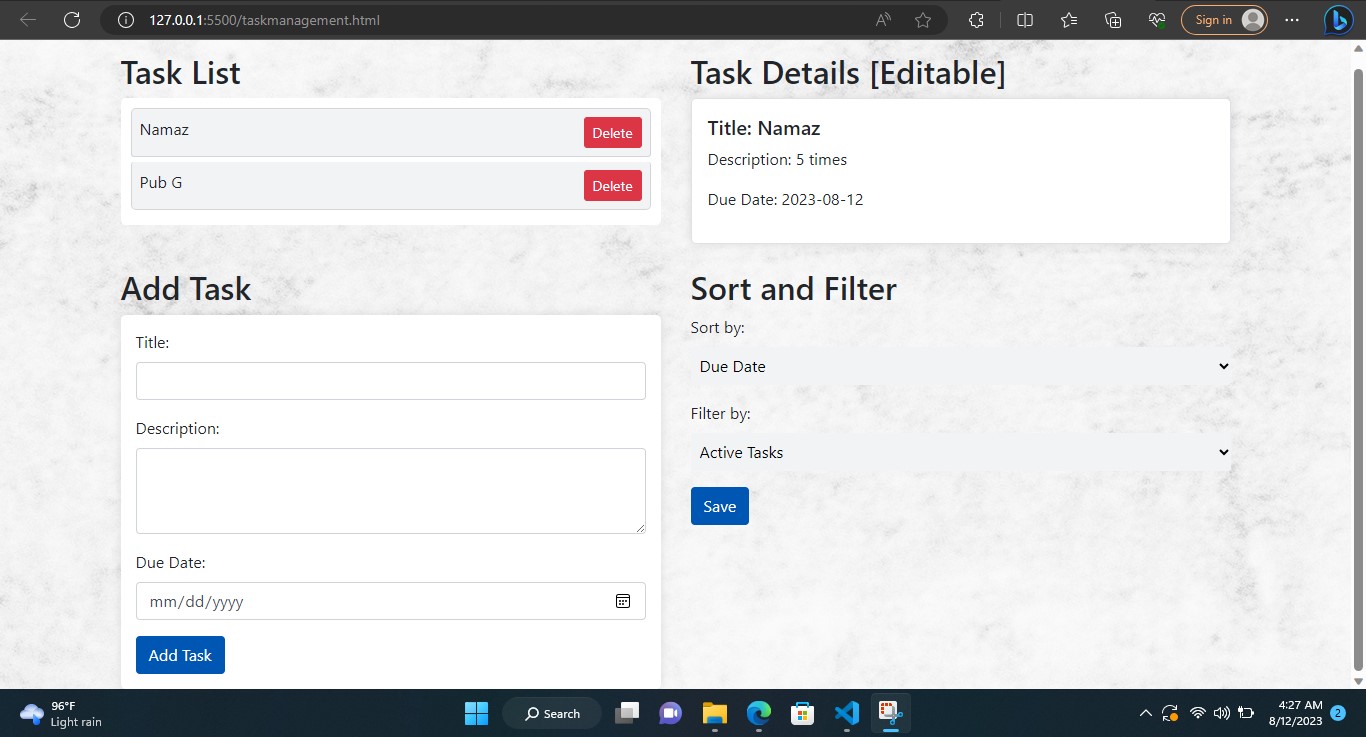 127.0.0.1:5500/taskmanagement.html
A
Sign in
Task List
Namaz
Delete
Pub G
Delete
Task Details [Editable]
Title: Namaz
Description: 5 times
Due Date: 2023-08-12
Add Task
Title:
Description:
Due Date:
mm/dd/yyyy
Add Task
Sort and Filter
Sort by:
Due Date
Filter by:
Active Tasks
Save
96°F
Light rain
Search
4:27 AM
8/12/2023
2